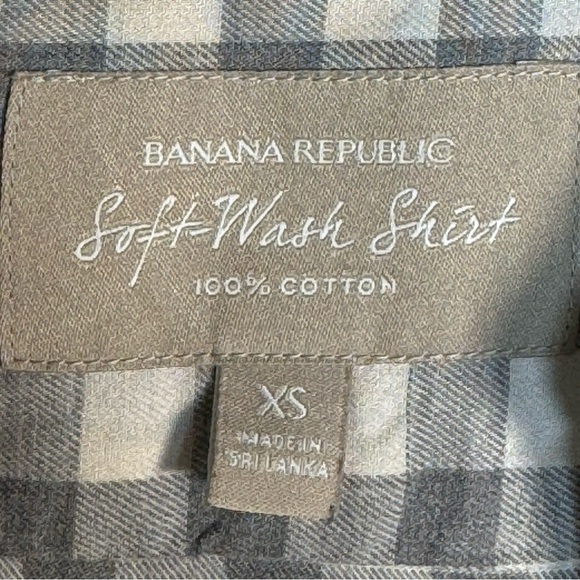 BANANA REPUBLIC
Soft-Wash Shirt
100% COTTON
XS
MADE IN
SRI LANKA